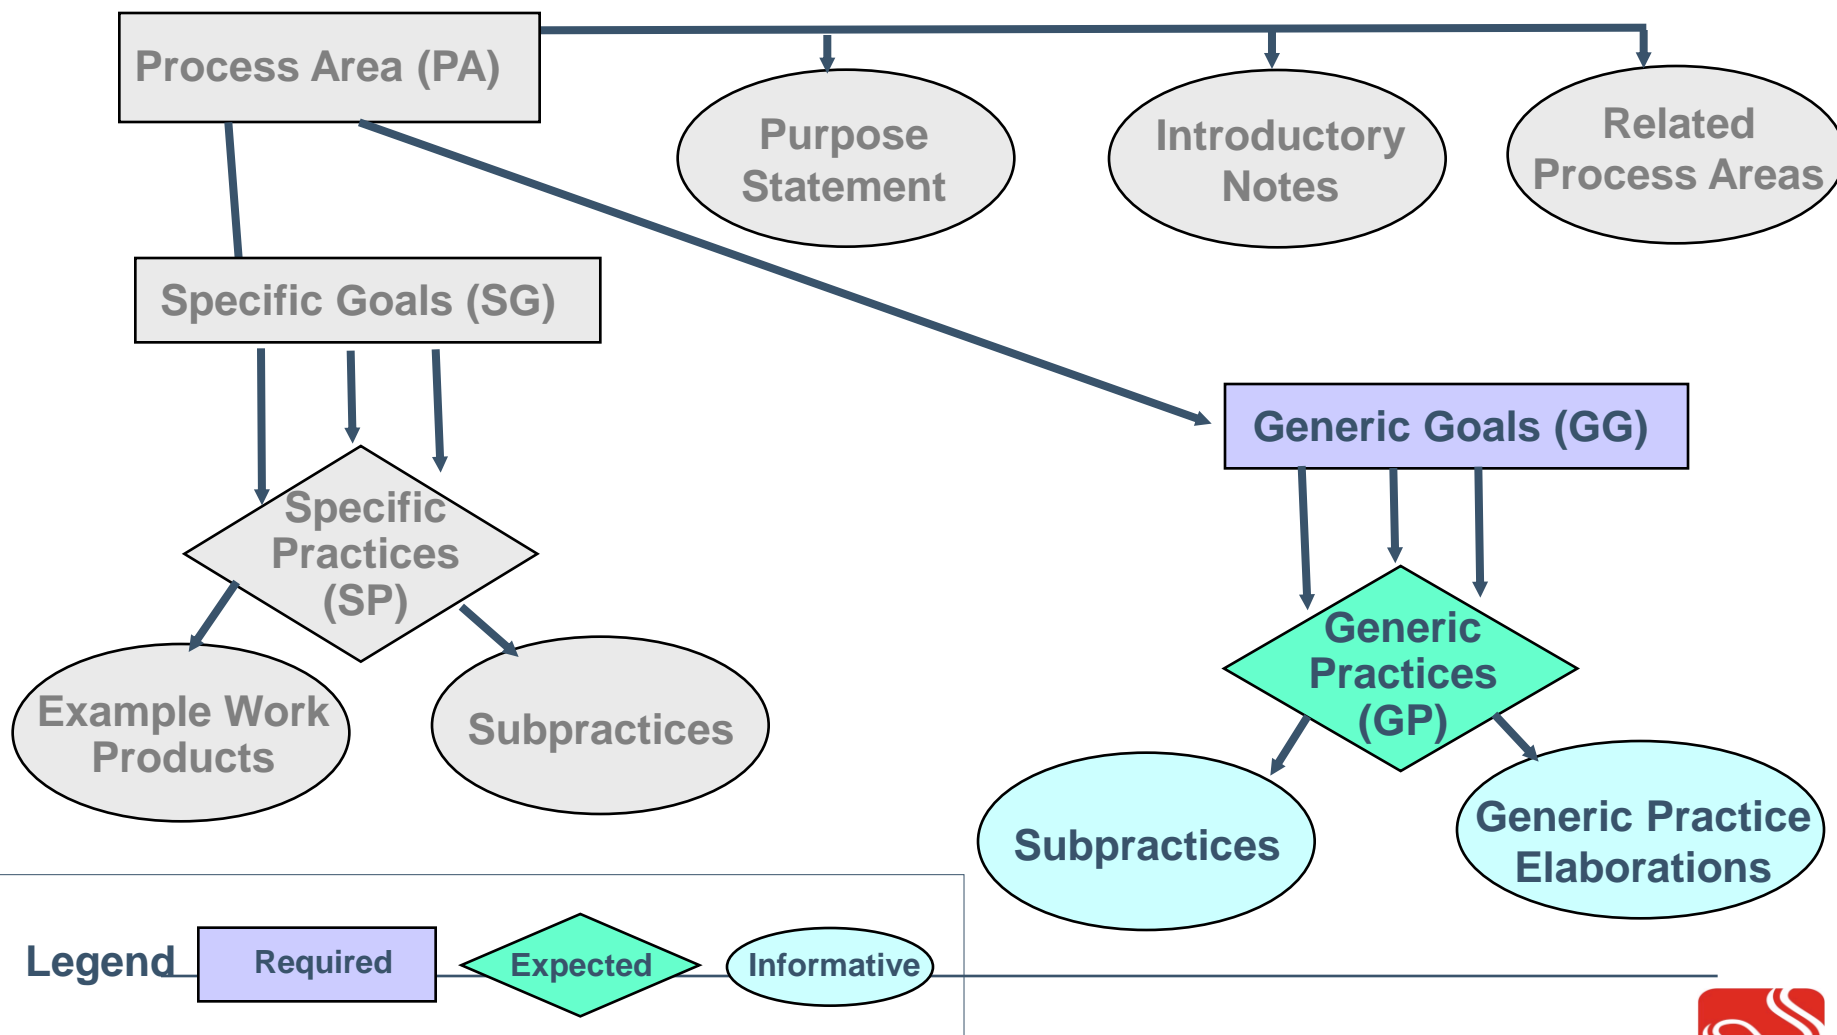 Process Area (PA)
Purpose
Statement
Introductory
Notes
Related
Process Areas
Specific Goals (SG)
Generic Goals (GG)
Specific
Practices
(SP)
Generic
Practices
(GP)
Example Work
Products
Subpractices
Subpractices
Generic Practice
Elaborations
Legend
Required
Expected
Informative